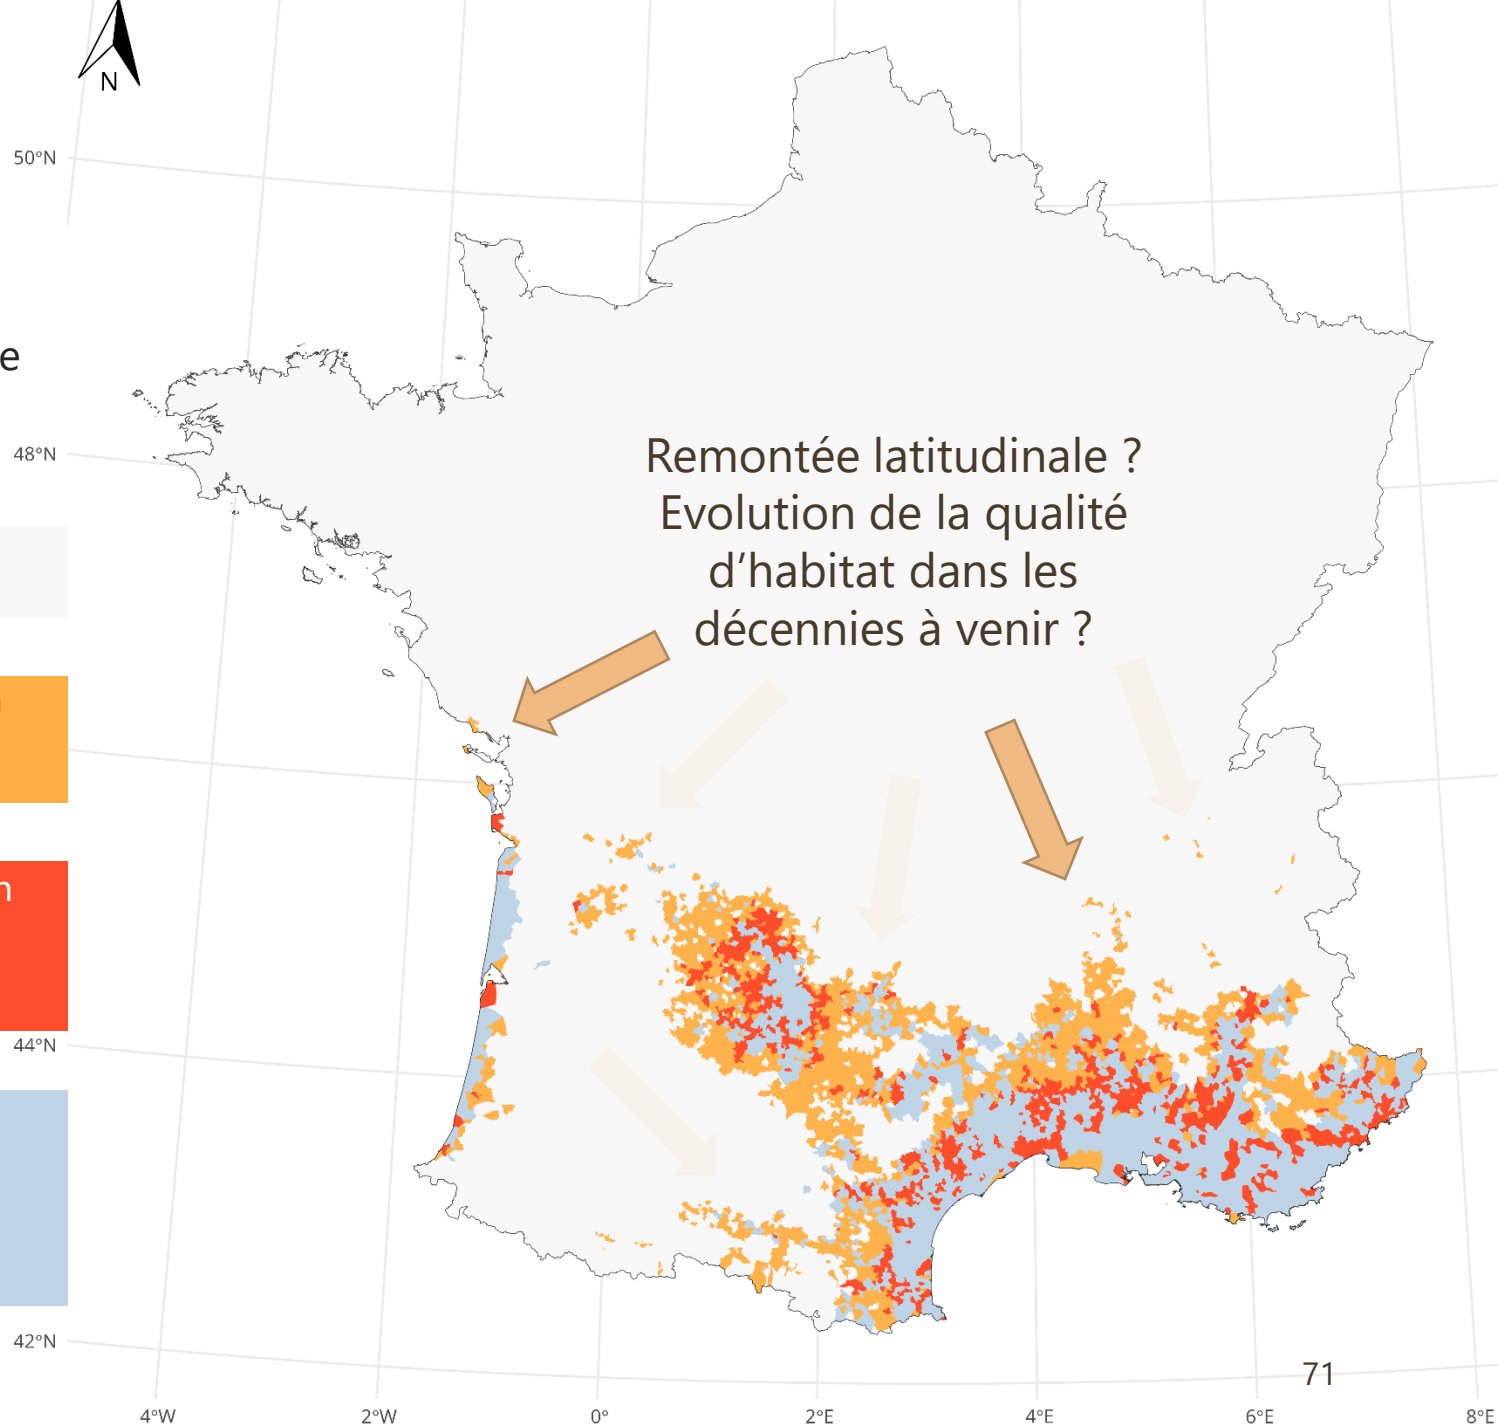 N
50°N
e
48°N
Remontée latitudinale ?
Evolution de la qualité
d’habitat dans les
décennies à venir ?
n
44°N
42°N
71
4°W
2°W
0°
2°E
4°E
6°E
8°E